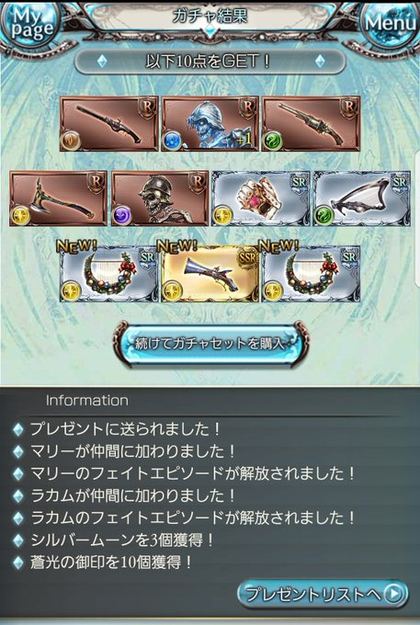 My page
ガチャ結果
Menu
以下10点をGET！
R
R
+1
R
R
R
SR
SR
NEW!
SR
NEW!
SSR
NEW!
SR
続けてガチャセットを購入
Information
プレゼントに送られました！
マリーが仲間に加わりました！
マリーのフェイトエピソードが解放されました！
ラカムが仲間に加わりました！
ラカムのフェイトエピソードが解放されました！
シルバームーンを3個獲得！
蒼光の御印を10個獲得！
プレゼントリストへ